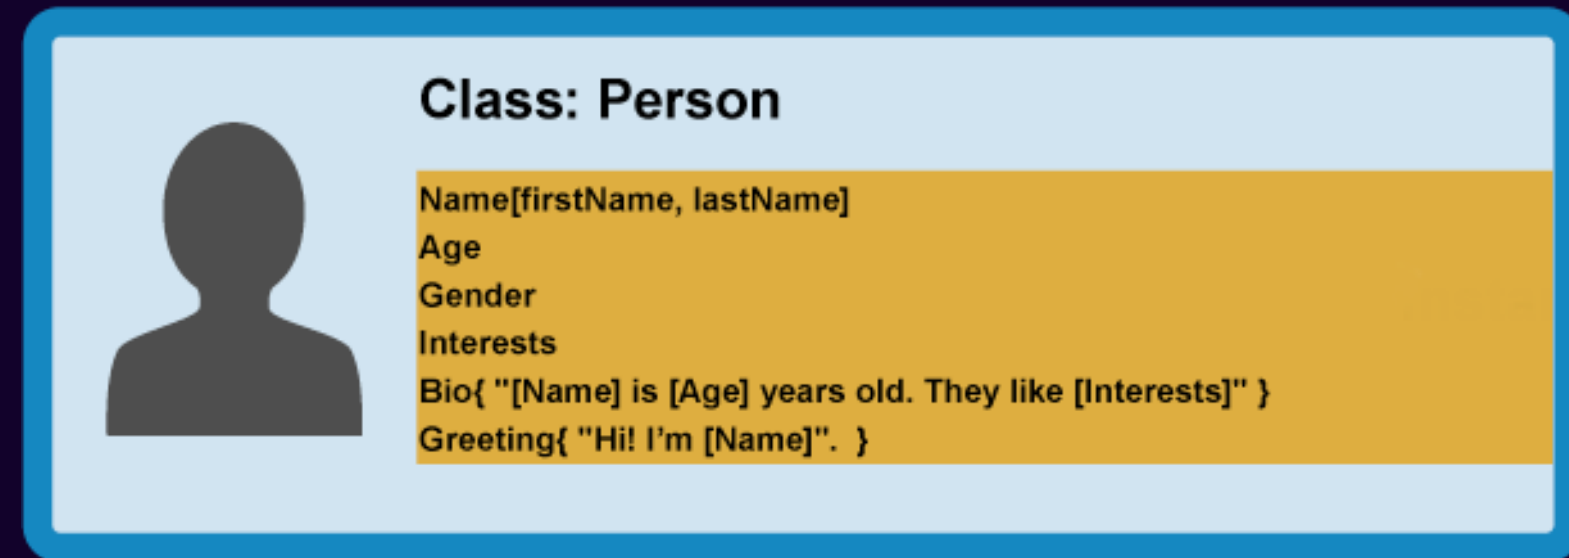 Class: Person
Name[firstName, lastName]
Age
Gender
Interests
Bio{ "[Name] is [Age] years old. They like [Interests]" }
Greeting{ "Hi! I’m [Name]".  }